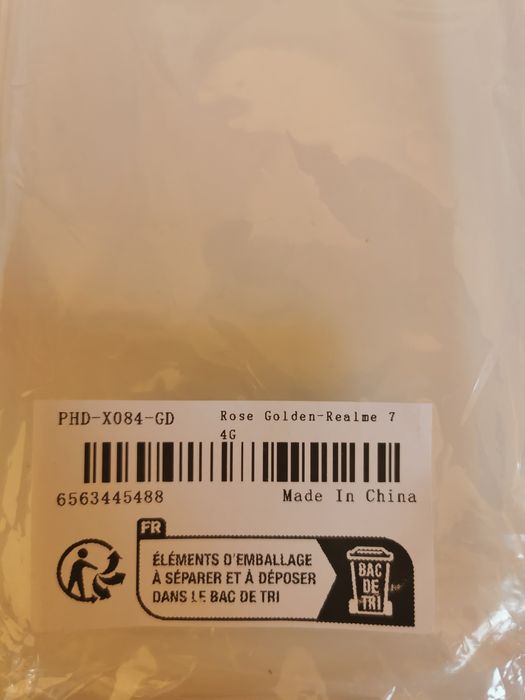 PHD-X084-GD
Rose Golden-Realme 7
4G
6563445488
Made In China
FR
ÉLÉMENTS D'EMBALLAGE
À SÉPARER ET À DÉPOSER
DANS LE BAC DE TRI
BAC
DE
TRI